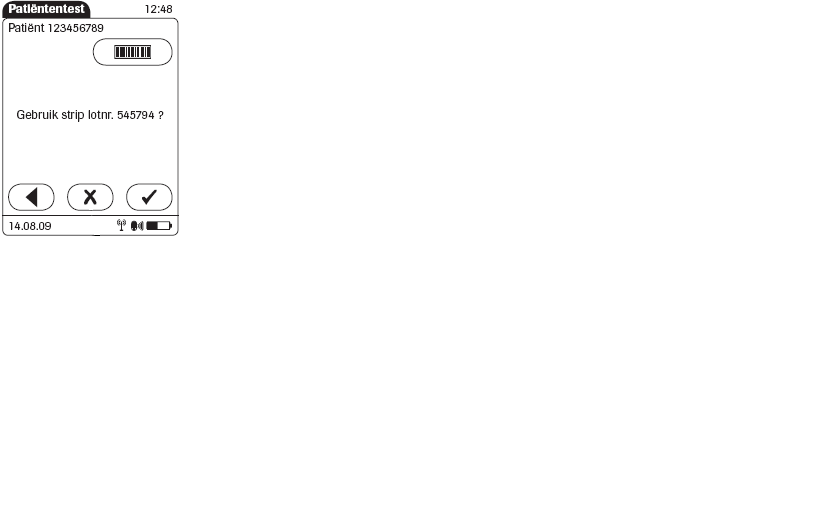 Patiëntentest 12:48
Patiënt 123456789
Gebruik strip lotnr. 545794 ?
14.08.09